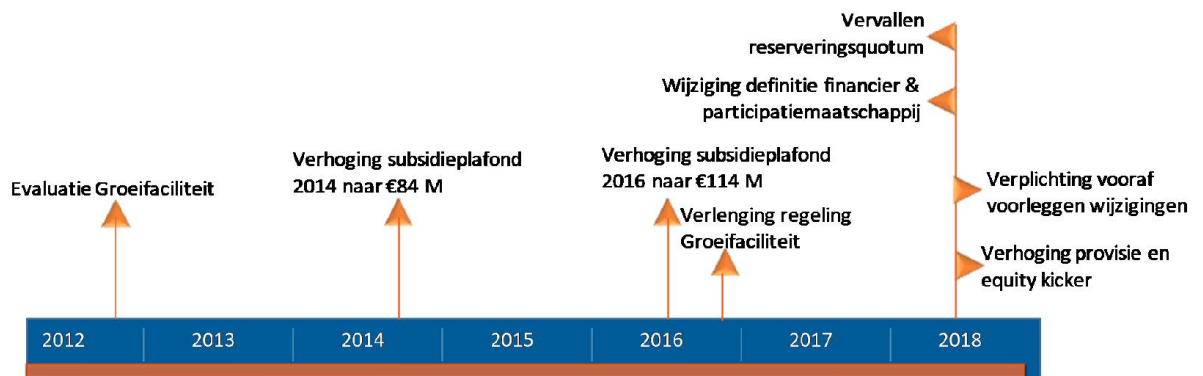 Vervallen
reserveringsquotum
Wijziging definitie financier &
participatiemaatschappij
Verhoging subsidieplafond
2014 naar €84 M
Verhoging subsidieplafond
2016 naar €114 M
Evaluatie Groeifaciliteit
Verplichting vooraf
voorleggen wijzigingen
Verlenging regeling
Groeifaciliteit
Verhoging provisie en
equity kicker
2012 2013 2014 2015 2016 2017 2018